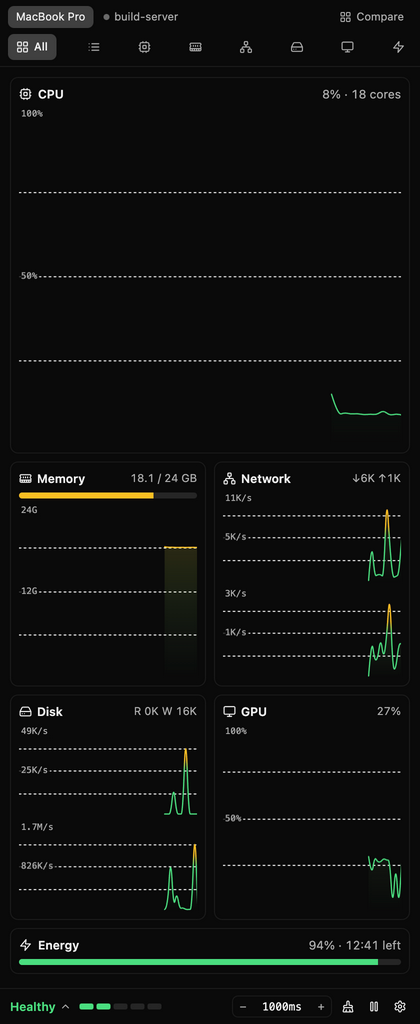 MacBook Pro build-server Compare
All
CPU 8% · 18 cores
100%
50%
Memory 18.1 / 24 GB
24G
12G
Network ↓6K ↑1K
11K/s
5K/s
3K/s
1K/s
Disk R 0K W 16K
49K/s
25K/s
1.7M/s
826K/s
GPU 27%
100%
50%
Energy 94% · 12:41 left
Healthy − 1000ms +